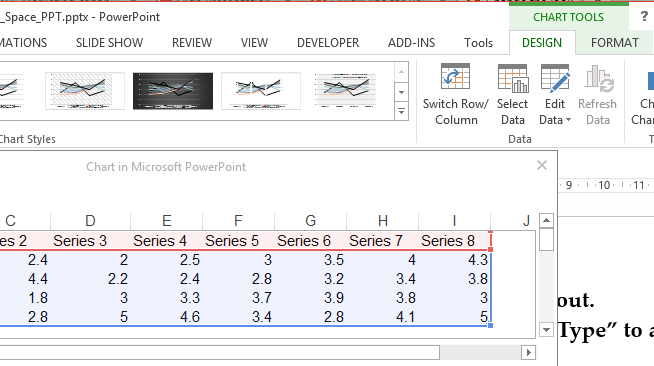 _Space_PPT.pptx - PowerPoint
CHART TOOLS
?
MATIONS SLIDE SHOW REVIEW VIEW DEVELOPER ADD-INS Tools DESIGN FORMAT
Switch Row/ Select Edit Refresh Ch
Column Data Data Data Char
Chart Styles Data T
Chart in Microsoft PowerPoint
9 10 11
C D E F G H I J
es 2 Series 3 Series 4 Series 5 Series 6 Series 7 Series 8
2.4 2 2.5 3 3.5 4 4.3
4.4 2.2 2.4 2.8 3.2 3.4 3.8
1.8 3 3.3 3.7 3.9 3.8 3
2.8 5 4.6 3.4 2.8 4.1 5
out.
Type” to a